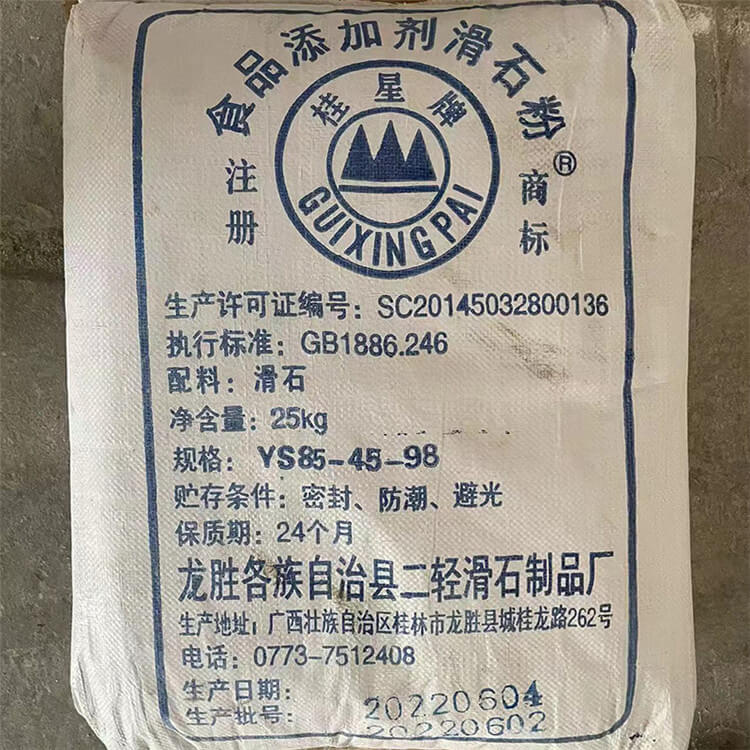 食品添加剂滑石粉
桂星牌
®
注册
商标
GUIXINGPAI
生产许可证编号：SC20145032800136
执行标准：GB1886.246
配料：滑石
净含量：25kg
规格：YS85-45-98
贮存条件：密封、防潮、避光
保质期：24个月
龙胜各族自治县二轻滑石制品厂
生产地址：广西壮族自治区桂林市龙胜县城桂龙路262号
电话：0773-7512408
生产日期：20220604
生产批号：20220602